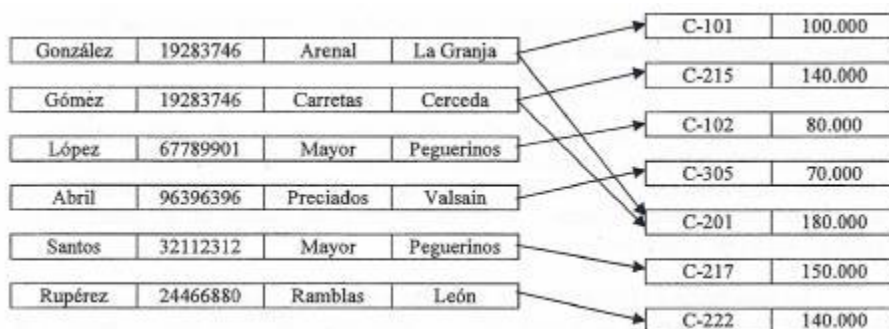 C-101 100.000
González 19283746 Arenal La Granja
C-215 140.000
Gómez 19283746 Carretas Cerceda
C-102 80.000
López 67789901 Mayor Peguerinos
C-305 70.000
Abril 96396396 Preciados Valsain
C-201 180.000
Santos 32112312 Mayor Peguerinos
C-217 150.000
Rupérez 24466880 Ramblas León
C-222 140.000